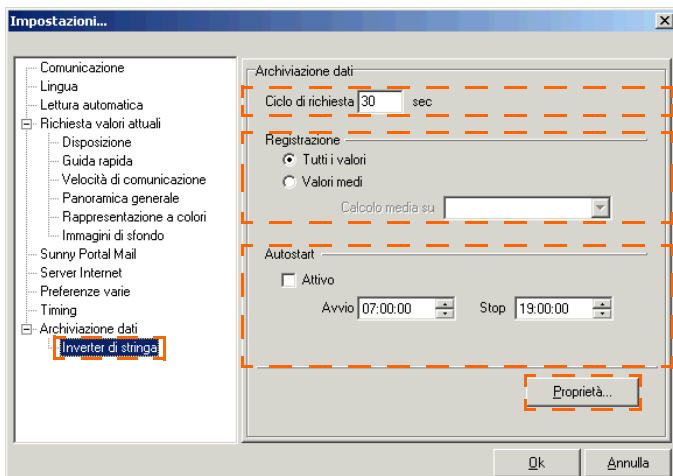 Impostazioni...
Comunicazione
Lingua
Lettura automatica
Richiesta valori attuali
Disposizione
Guida rapida
Velocità di comunicazione
Panoramica generale
Rappresentazione a colori
Immagini di sfondo
Sunny Portal Mail
Server Internet
Preferenze varie
Timing
Archiviazione dati
Inverter di stringa
Archiviazione dati
Ciclo di richiesta 30 sec
Registrazione
Tutti i valori
Valori medi
Calcolo media su
Autostart
Attivo
Avvio 07:00:00 Stop 19:00:00
Proprietà...
Ok Annulla